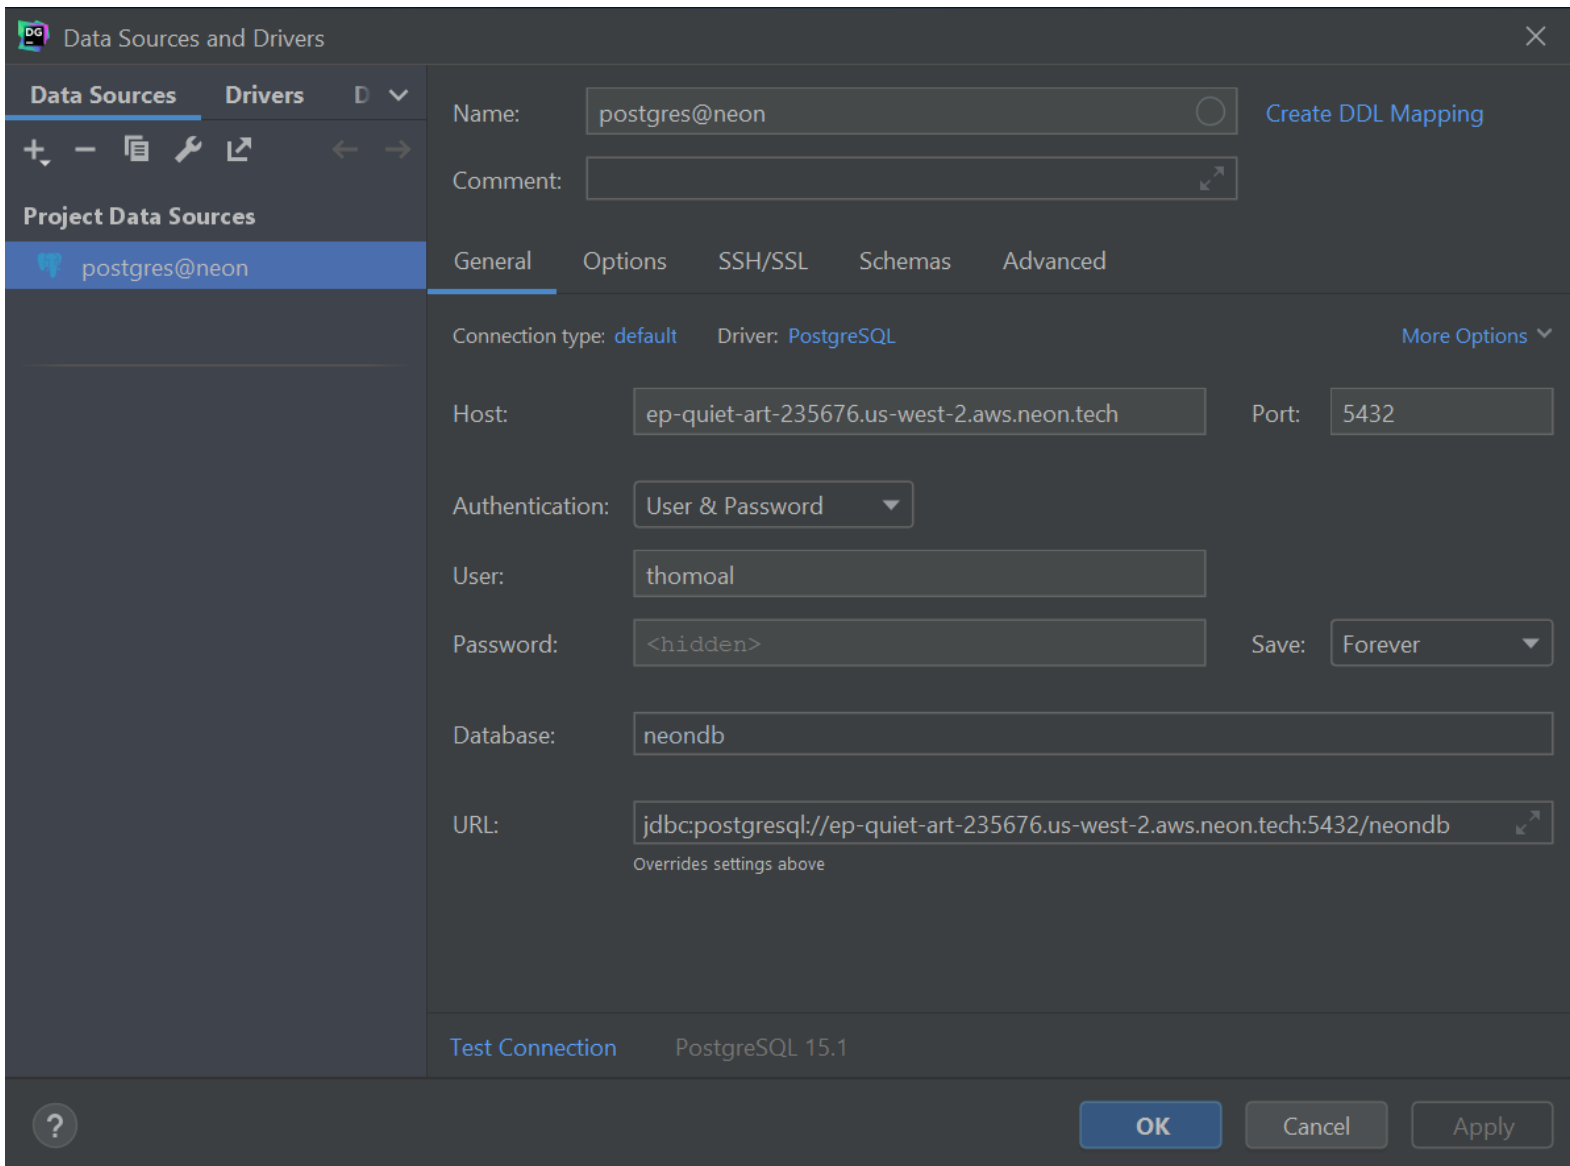 DG Data Sources and Drivers
Data Sources Drivers D
Project Data Sources
postgres@neon
Name: postgres@neon Create DDL Mapping
Comment:
General Options SSH/SSL Schemas Advanced
Connection type: default Driver: PostgreSQL More Options
Host: ep-quiet-art-235676.us-west-2.aws.neon.tech Port: 5432
Authentication: User & Password
User: thomoal
Password: <hidden> Save: Forever
Database: neondb
URL: jdbc:postgresql://ep-quiet-art-235676.us-west-2.aws.neon.tech:5432/neondb
Overrides settings above
Test Connection PostgreSQL 15.1
? OK Cancel Apply